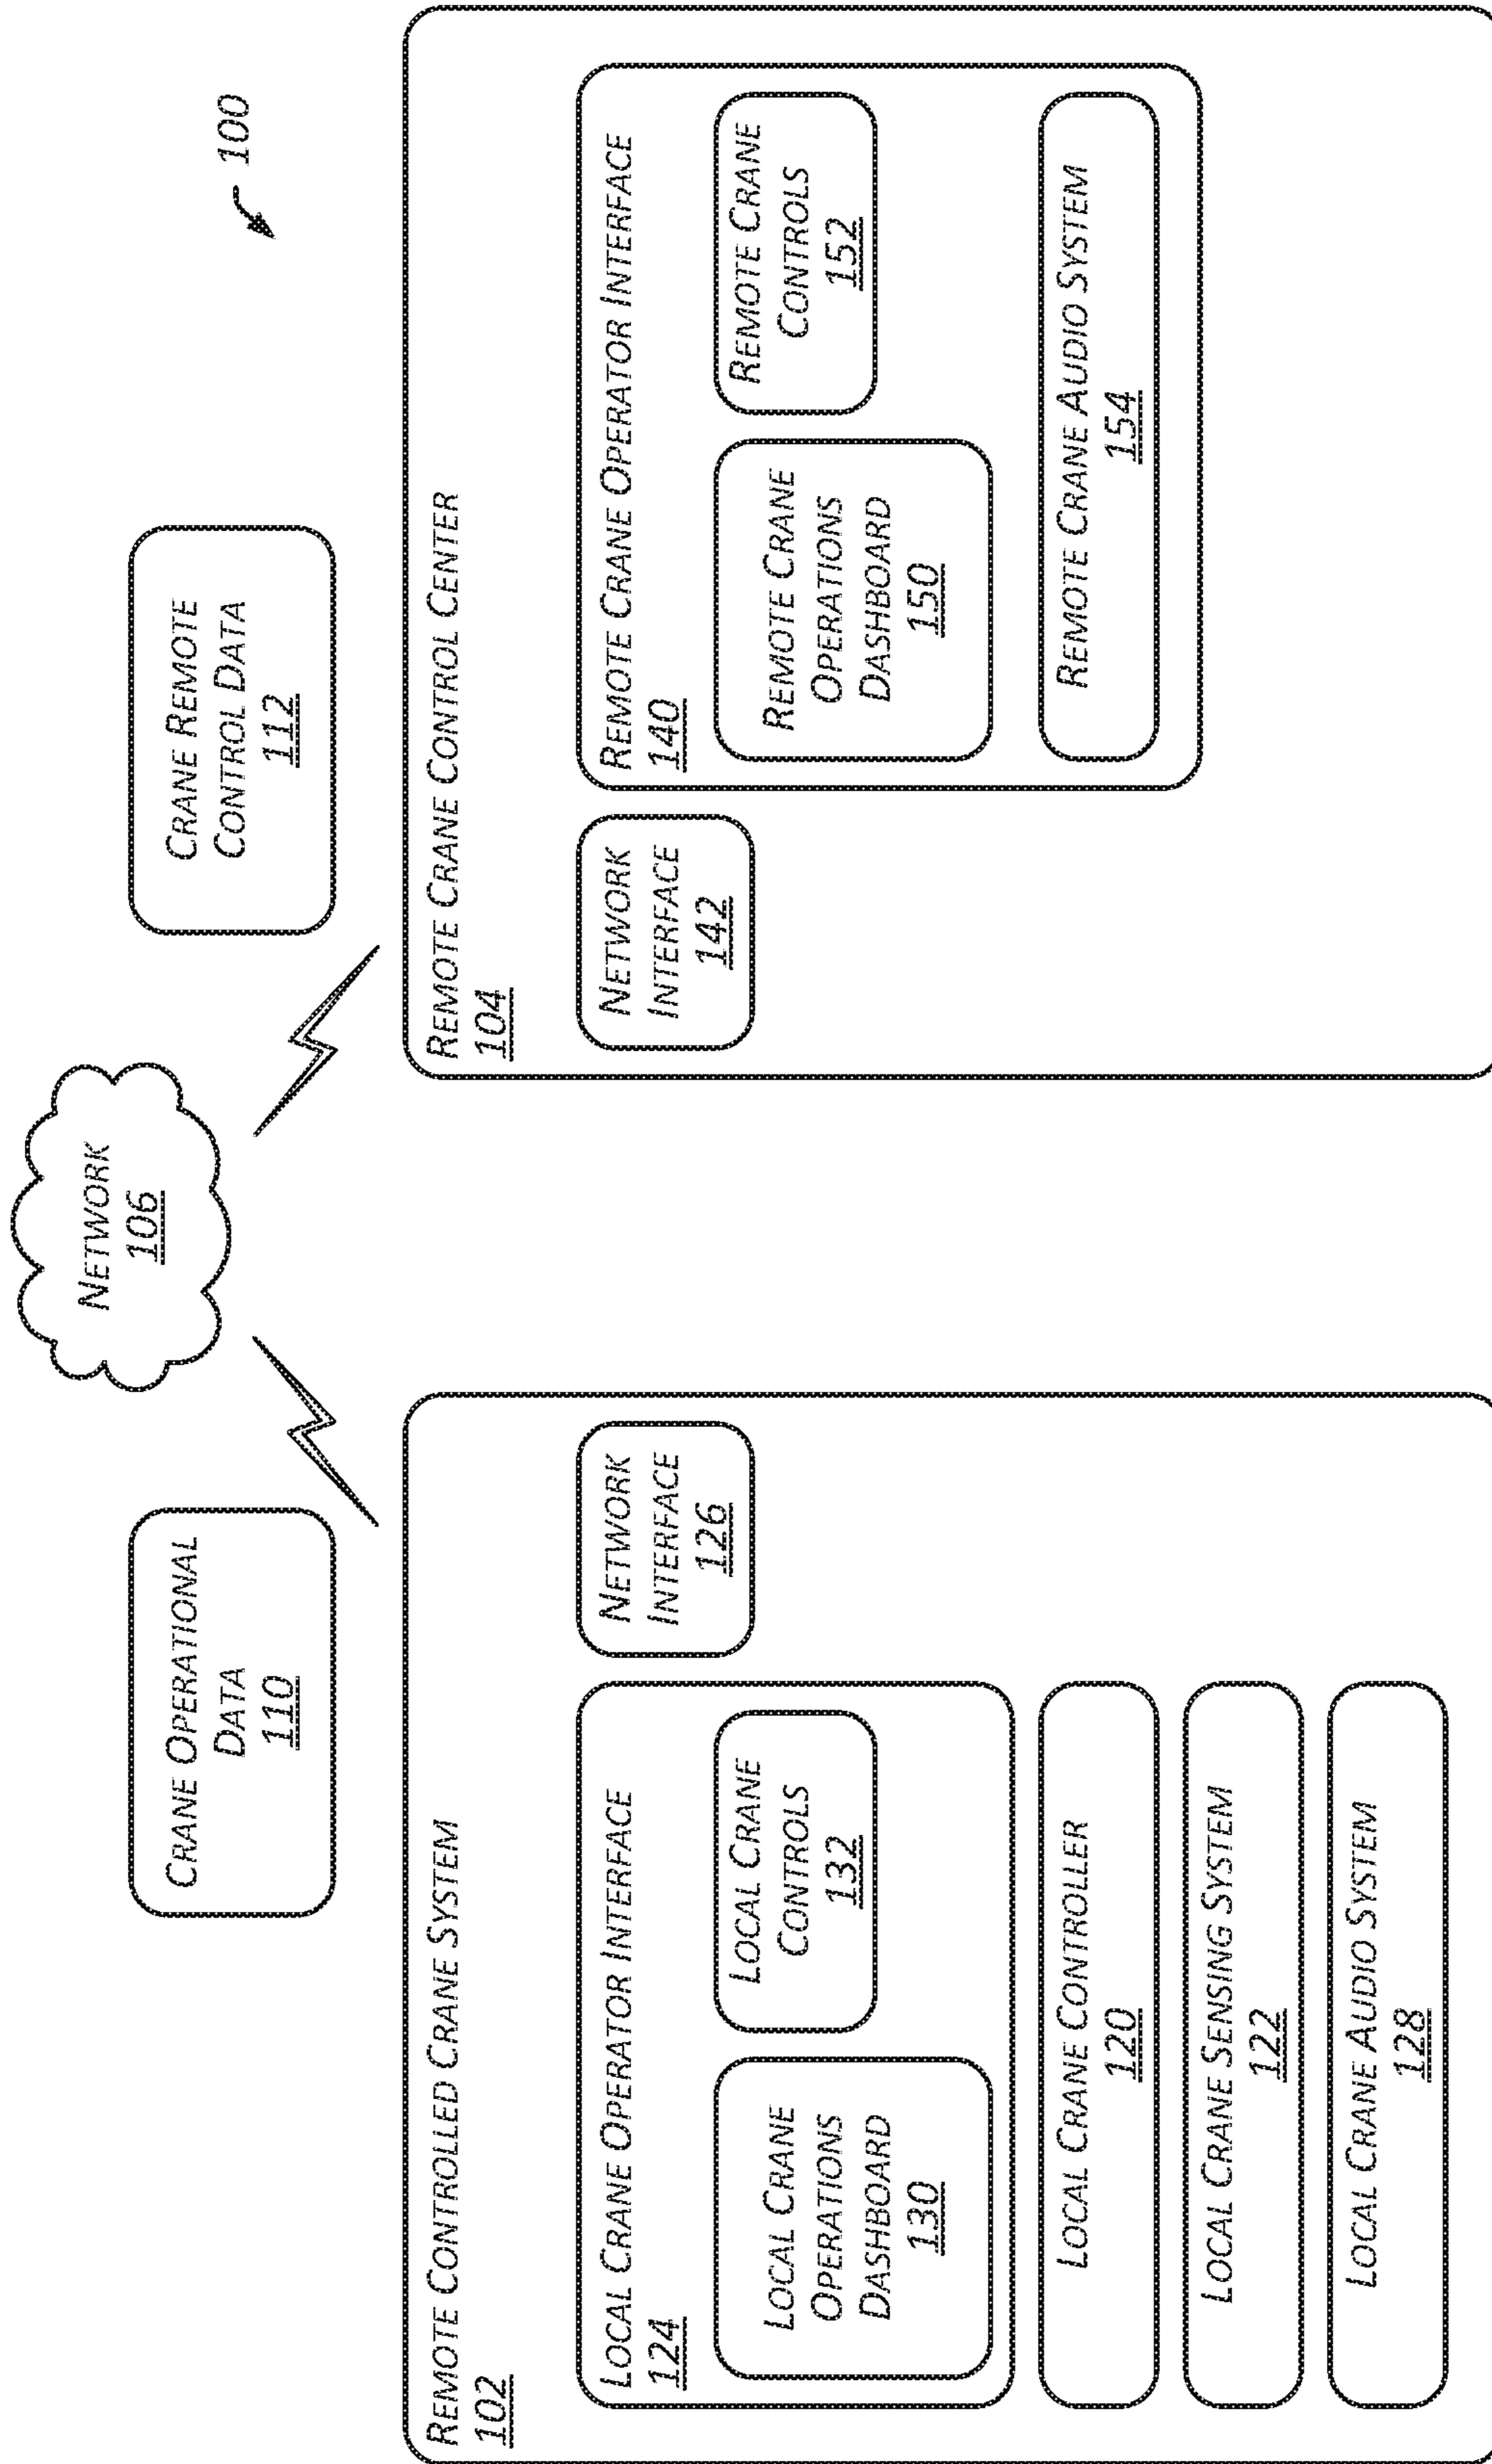 100
NETWORK
106
CRANE OPERATIONAL
DATA
110
CRANE REMOTE
CONTROL DATA
112
REMOTE CONTROLLED CRANE SYSTEM
102
LOCAL CRANE OPERATOR INTERFACE
124
LOCAL CRANE
OPERATIONS
DASHBOARD
130
LOCAL CRANE
CONTROLS
132
NETWORK
INTERFACE
126
LOCAL CRANE CONTROLLER
120
LOCAL CRANE SENSING SYSTEM
122
LOCAL CRANE AUDIO SYSTEM
128
REMOTE CRANE CONTROL CENTER
104
NETWORK
INTERFACE
142
REMOTE CRANE OPERATOR INTERFACE
140
REMOTE CRANE
OPERATIONS
DASHBOARD
150
REMOTE CRANE
CONTROLS
152
REMOTE CRANE AUDIO SYSTEM
154